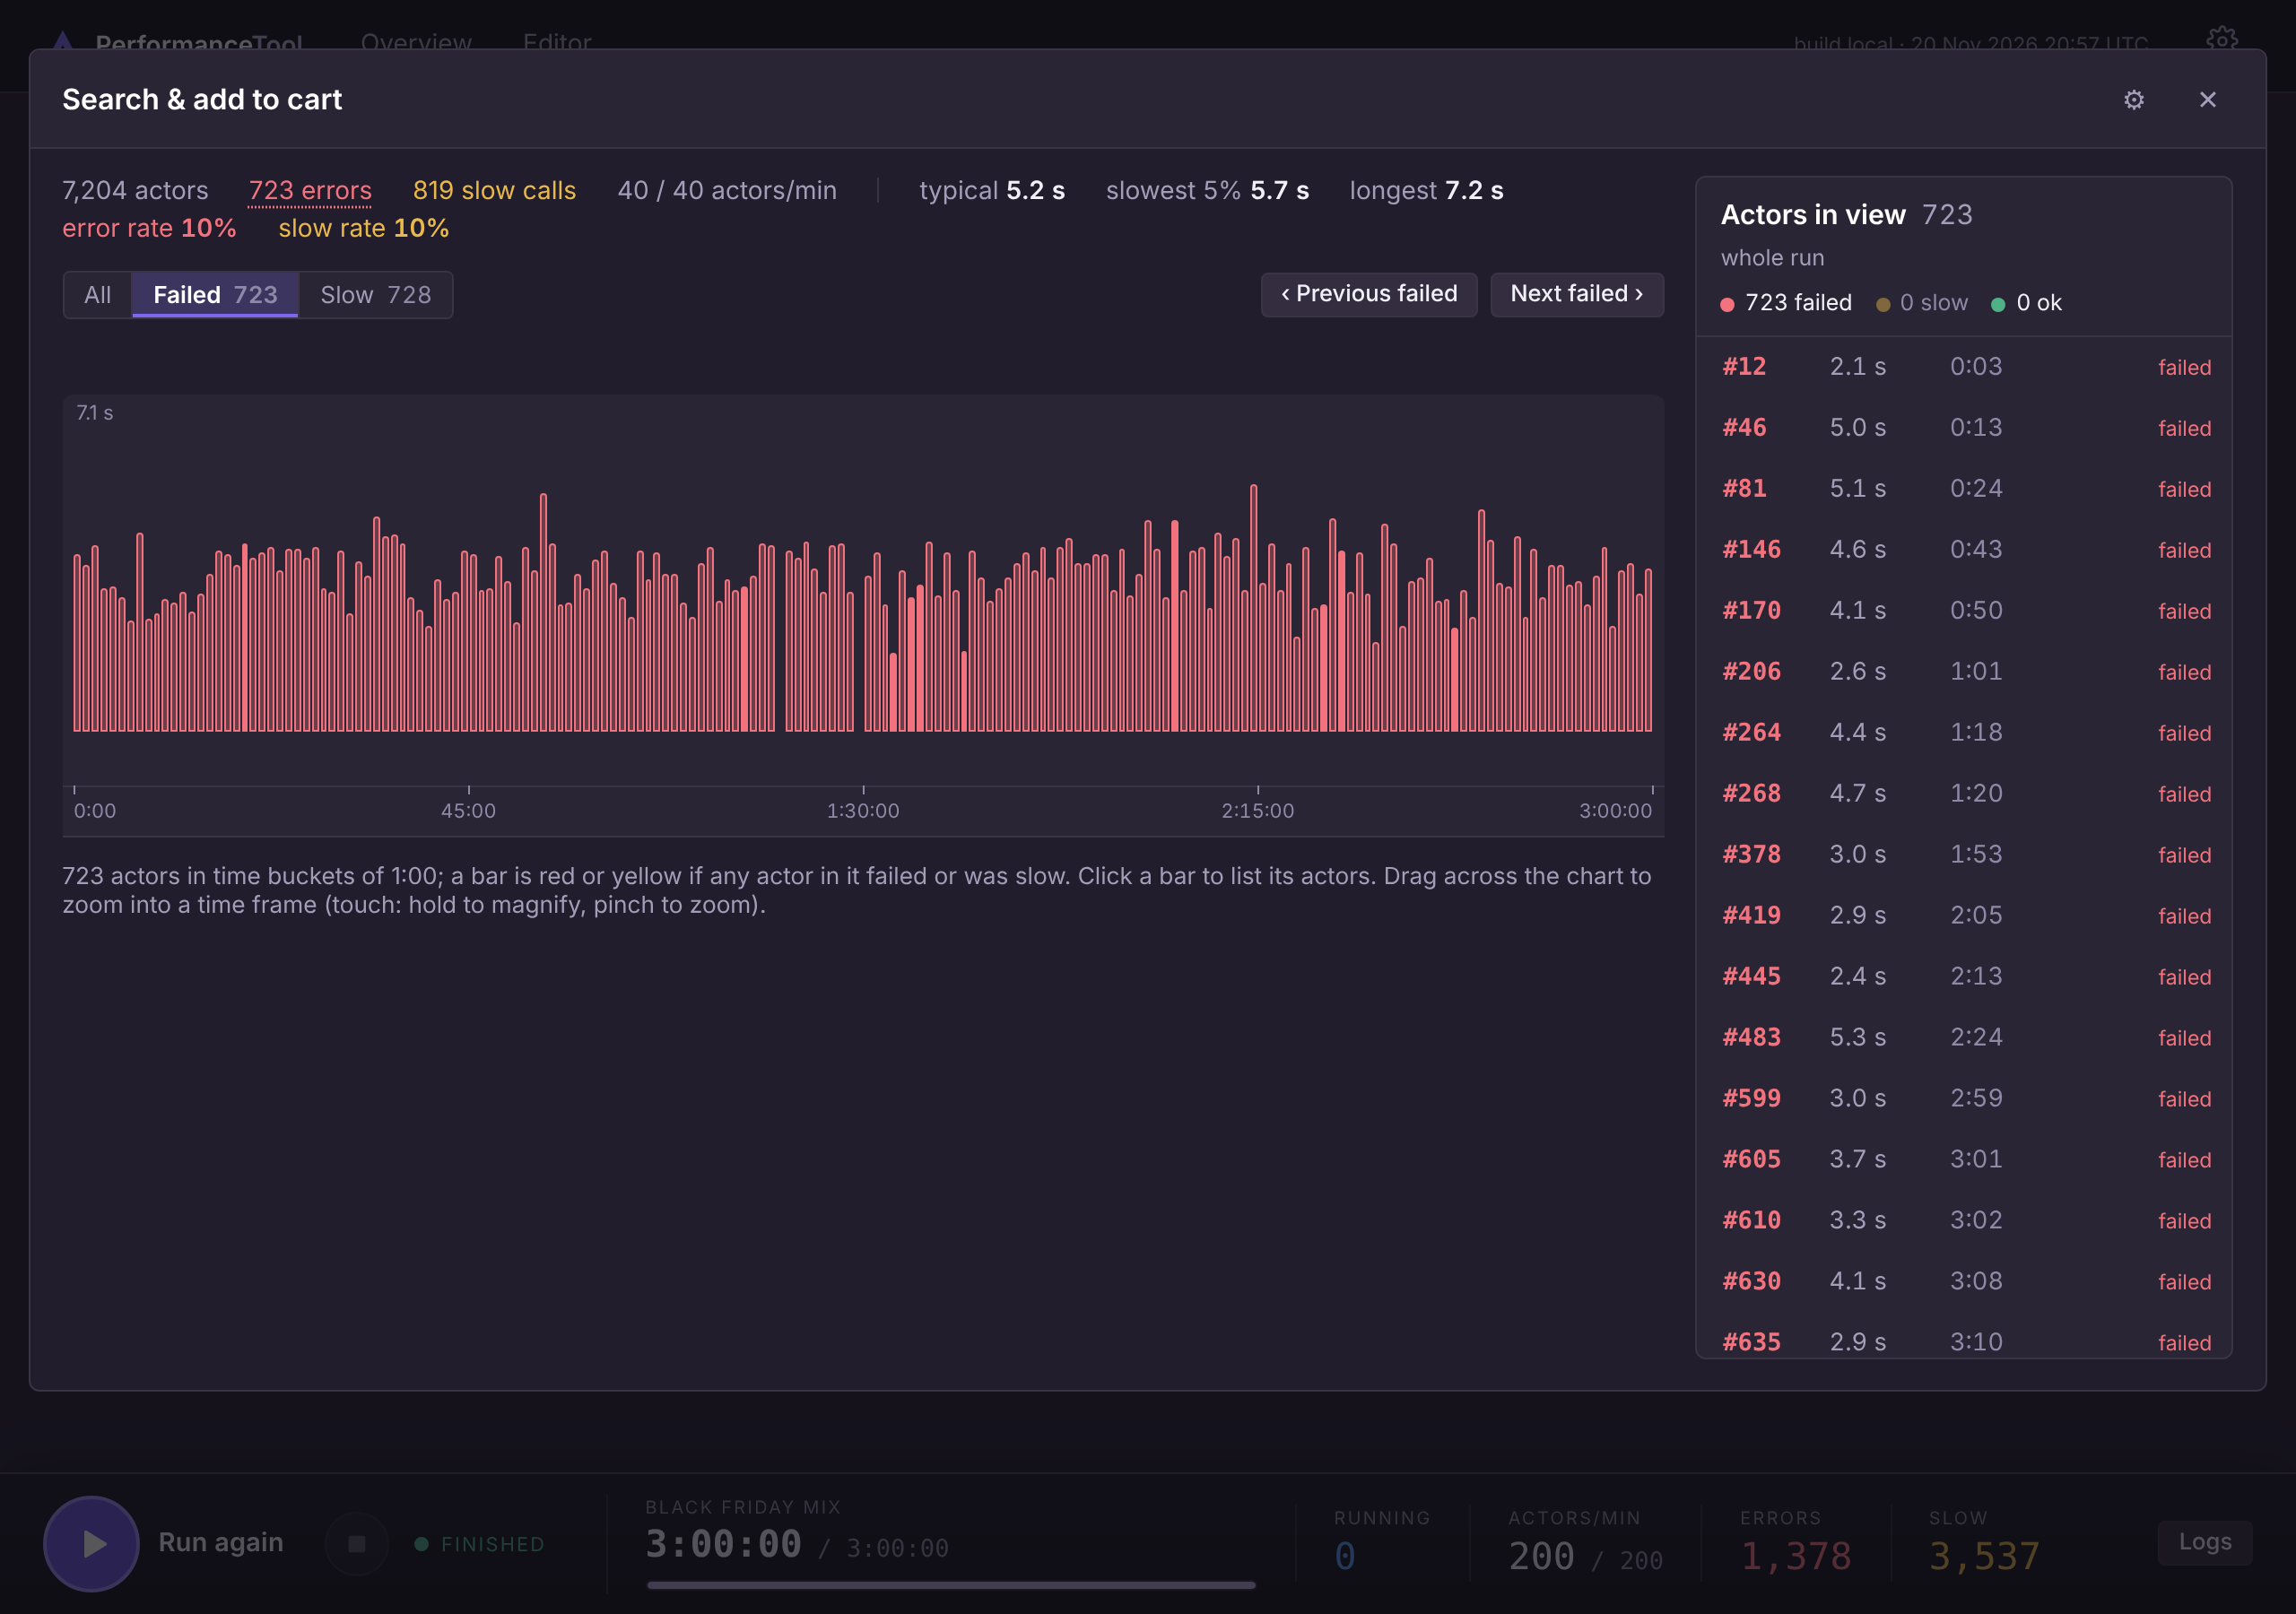 PerformanceTool Overview Editor build local · 20 Nov 2026 20:57 UTC
Search & add to cart
7,204 actors 723 errors 819 slow calls 40 / 40 actors/min typical 5.2 s slowest 5% 5.7 s longest 7.2 s
error rate 10% slow rate 10%
All Failed 723 Slow 728 ‹ Previous failed Next failed ›
7.1 s
0:00 45:00 1:30:00 2:15:00 3:00:00
723 actors in time buckets of 1:00; a bar is red or yellow if any actor in it failed or was slow. Click a bar to list its actors. Drag across the chart to
zoom into a time frame (touch: hold to magnify, pinch to zoom).
Actors in view 723
whole run
723 failed 0 slow 0 ok
#12 2.1 s 0:03 failed
#46 5.0 s 0:13 failed
#81 5.1 s 0:24 failed
#146 4.6 s 0:43 failed
#170 4.1 s 0:50 failed
#206 2.6 s 1:01 failed
#264 4.4 s 1:18 failed
#268 4.7 s 1:20 failed
#378 3.0 s 1:53 failed
#419 2.9 s 2:05 failed
#445 2.4 s 2:13 failed
#483 5.3 s 2:24 failed
#599 3.0 s 2:59 failed
#605 3.7 s 3:01 failed
#610 3.3 s 3:02 failed
#630 4.1 s 3:08 failed
#635 2.9 s 3:10 failed
Run again FINISHED
BLACK FRIDAY MIX
3:00:00 / 3:00:00
RUNNING
0
ACTORS/MIN
200 / 200
ERRORS
1,378
SLOW
3,537
Logs